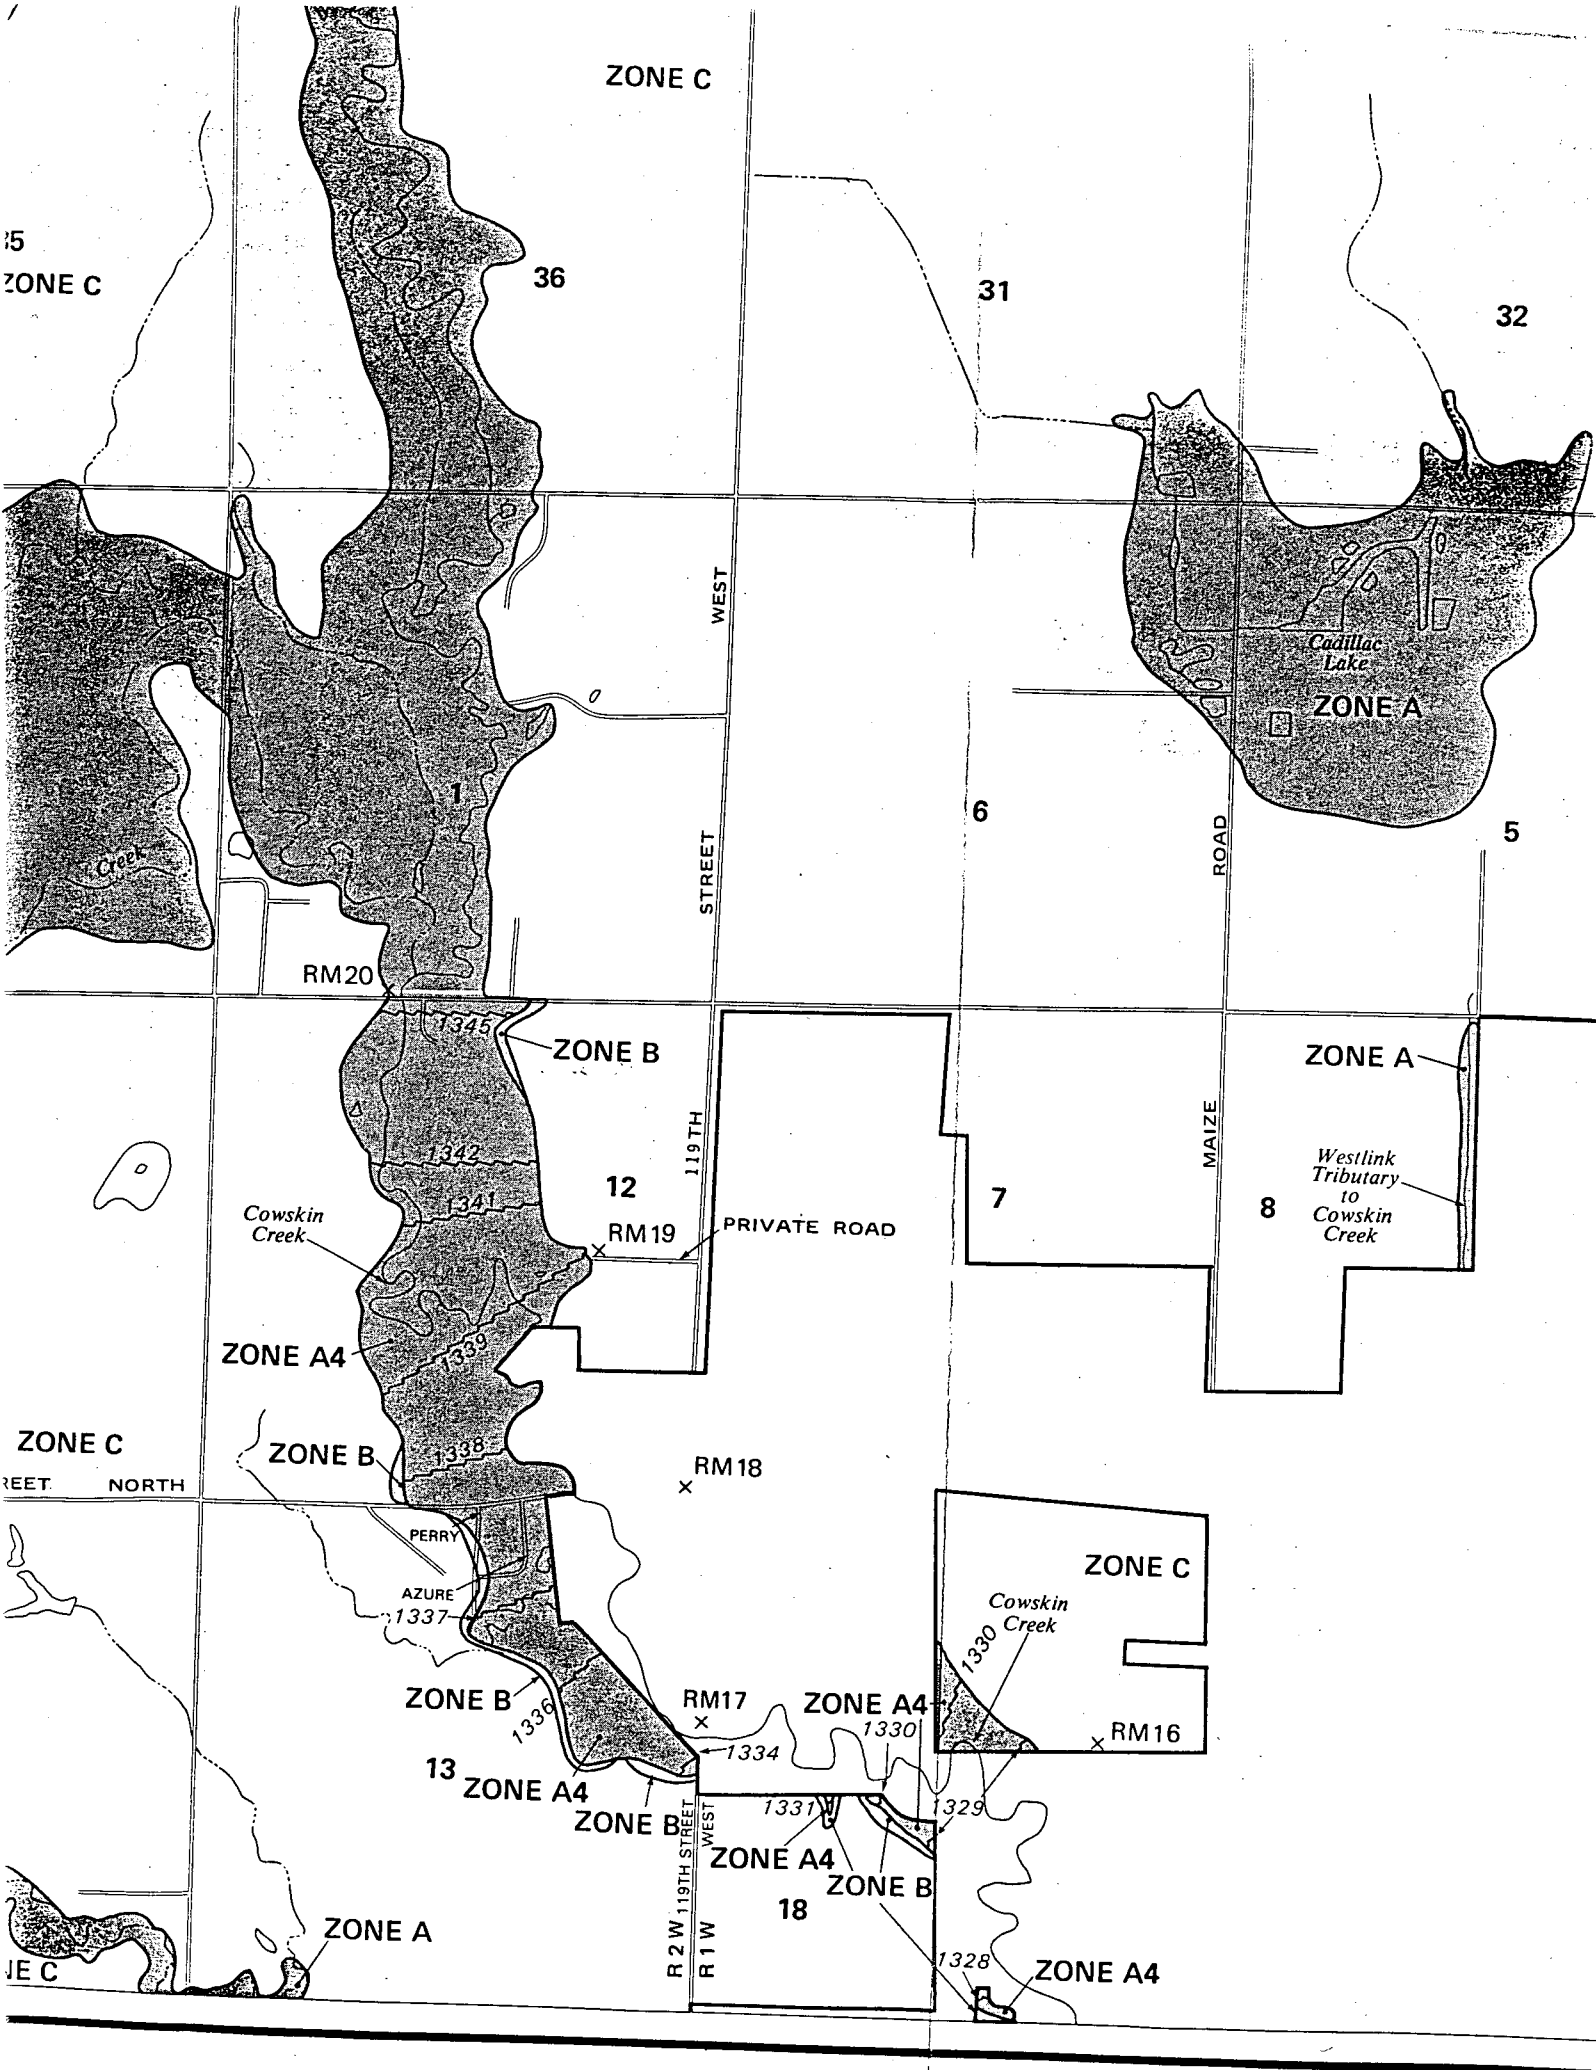 ZONE C
35
ZONE C
36
31
32
WEST
Cadillac
Lake
ZONE A
1
6
5
Creek
STREET
ROAD
RM20
1345
ZONE B
ZONE A
119TH
MAIZE
1342
1341
12
7
8
Westlink
Tributary
to
Cowskin
Creek
Cowskin
Creek
RM19
PRIVATE ROAD
ZONE A4
1339
ZONE C
ZONE B
1338
RM18
REET NORTH
PERRY
AZURE
1337
ZONE C
Cowskin
Creek
1330
ZONE B
1336
RM17
ZONE A4
1330
RM16
1334
13
ZONE A4
ZONE B
1331
1329
ZONE A4
ZONE B
119TH STREET
WEST
18
R 2 W
R 1 W
ZONE A
NE C
1328
ZONE A4